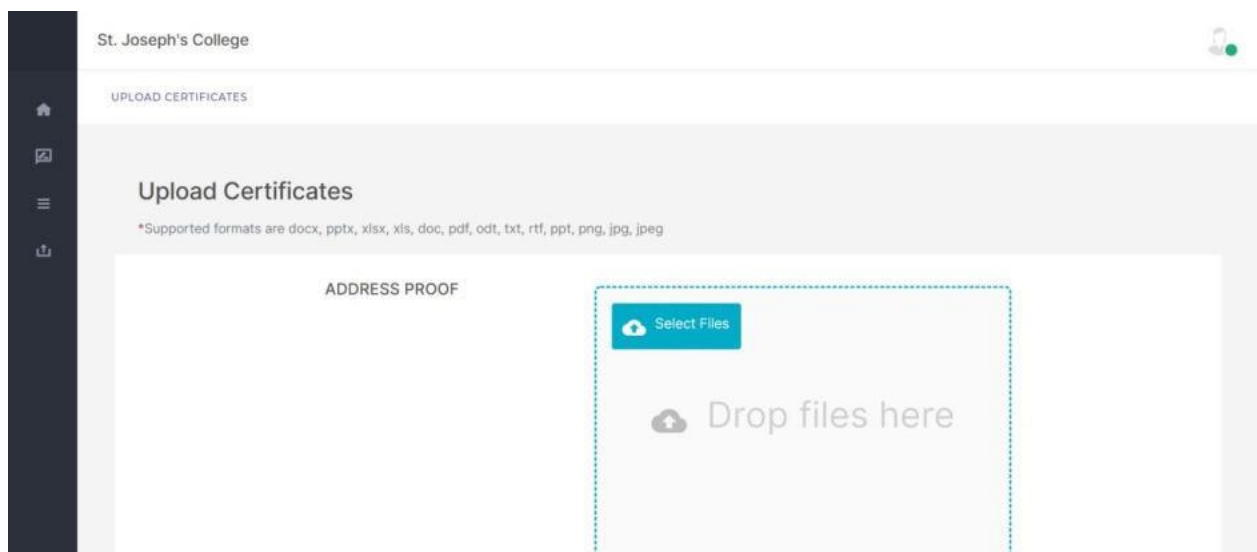 St. Joseph's College
UPLOAD CERTIFICATES
Upload Certificates
*Supported formats are docx, pptx, xlsx, xls, doc, pdf, odt, txt, rtf, ppt, png, jpg, jpeg
ADDRESS PROOF
Select Files
Drop files here